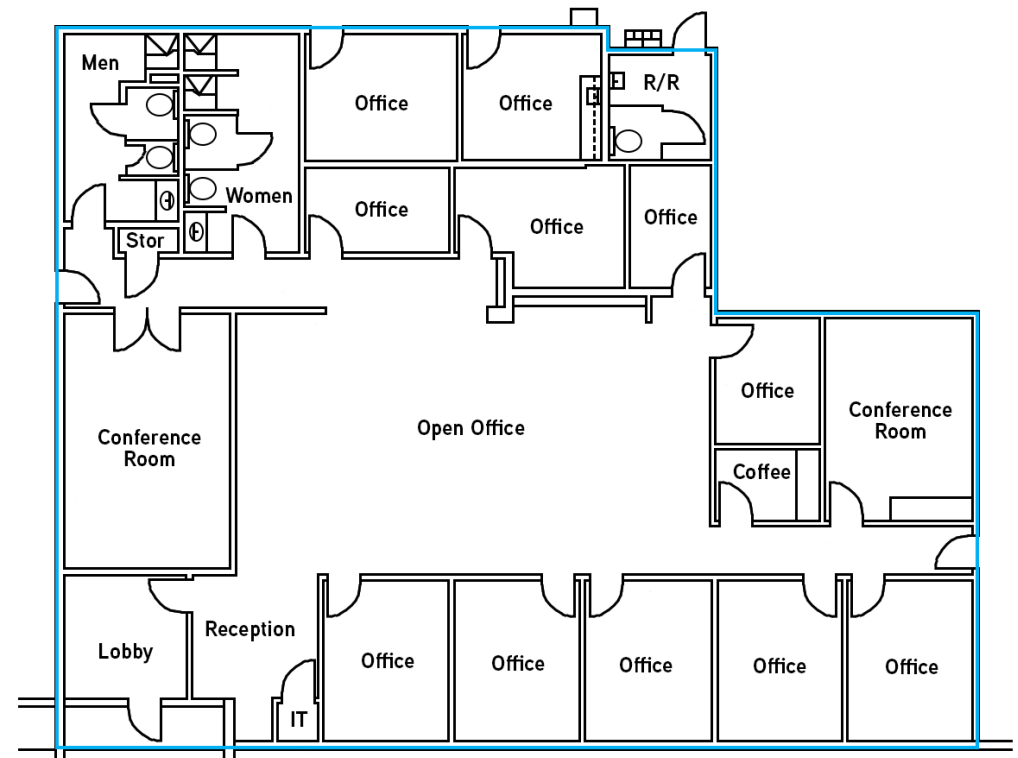 Men
R/R
Office
Office
Women
Office
Office
Office
Stor
Office
Conference
Room
Open Office
Conference
Room
Coffee
Reception
Lobby
Office
Office
Office
Office
Office
IT